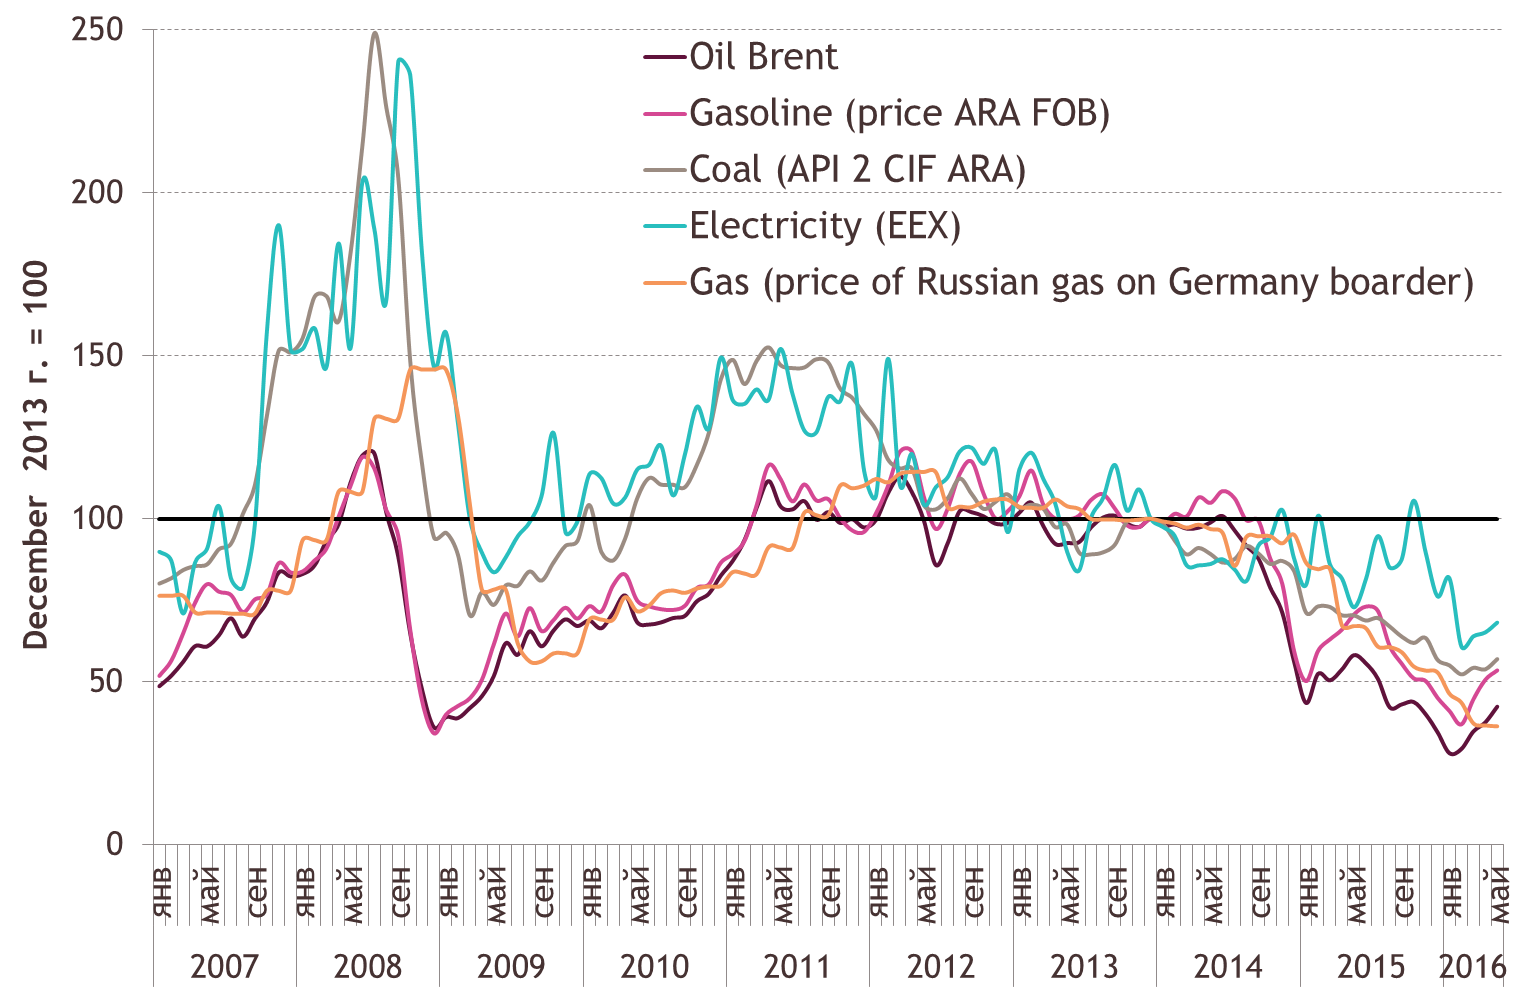 250
200
150
100
50
0
December 2013 г. = 100
Oil Brent
Gasoline (price ARA FOB)
Coal (API 2 CIF ARA)
Electricity (EEX)
Gas (price of Russian gas on Germany boarder)
янв май сен янв май сен янв май сен янв май сен янв май сен янв май сен янв май сен янв май сен янв май сен янв май
2007 2008 2009 2010 2011 2012 2013 2014 2015 2016